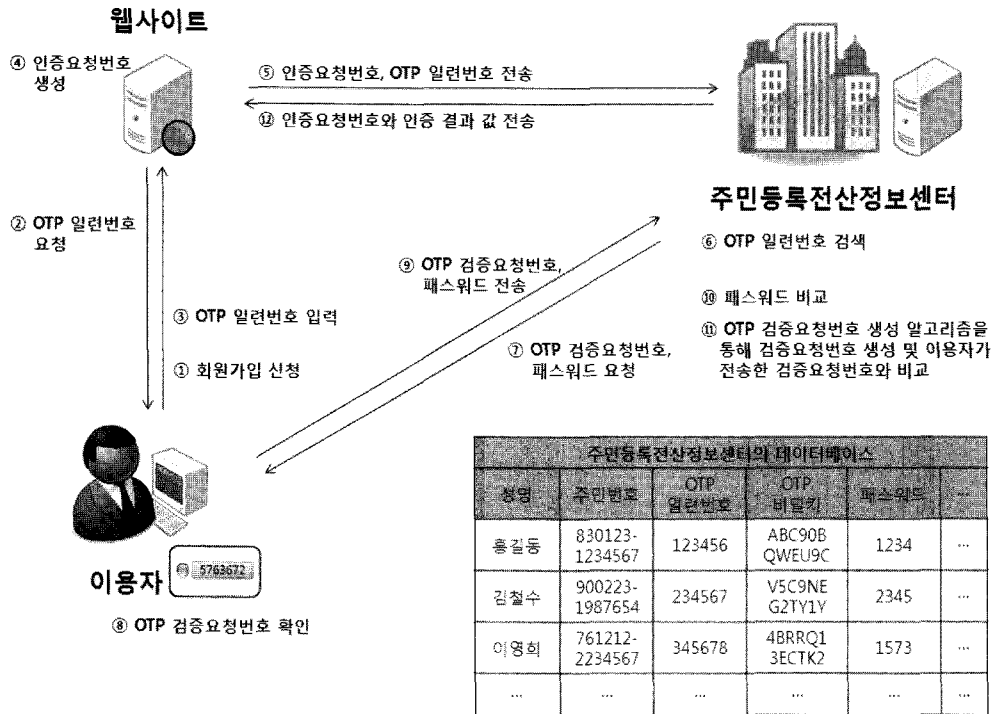 웹사이트
④ 인증요청번호
생성
⑤ 인증요청번호, OTP 일련번호 전송
⑫ 인증요청번호와 인증 결과 값 전송
주민등록전산정보센터
② OTP 일련번호
요청
⑥ OTP 일련번호 검색
⑨ OTP 검증요청번호,
패스워드 전송
⑩ 패스워드 비교
③ OTP 일련번호 입력
⑪ OTP 검증요청번호 생성 알고리즘을
통해 검증요청번호 생성 및 이용자가
전송한 검증요청번호와 비교
⑦ OTP 검증요청번호,
패스워드 요청
① 회원가입 신청
이용자
5763672
⑧ OTP 검증요청번호 확인
주민등록전산정보센터의 데이터베이스
성명 주민번호 OTP 일련번호 OTP 비밀키 패스워드 ...
홍길동 830123-1234567 123456 ABC90BQWEU9C 1234 ...
김철수 900223-1987654 234567 V5C9NEG2TY1Y 2345 ...
이영희 761212-2234567 345678 4BRRQ13ECTK2 1573 ...
... ... ... ... ... ...